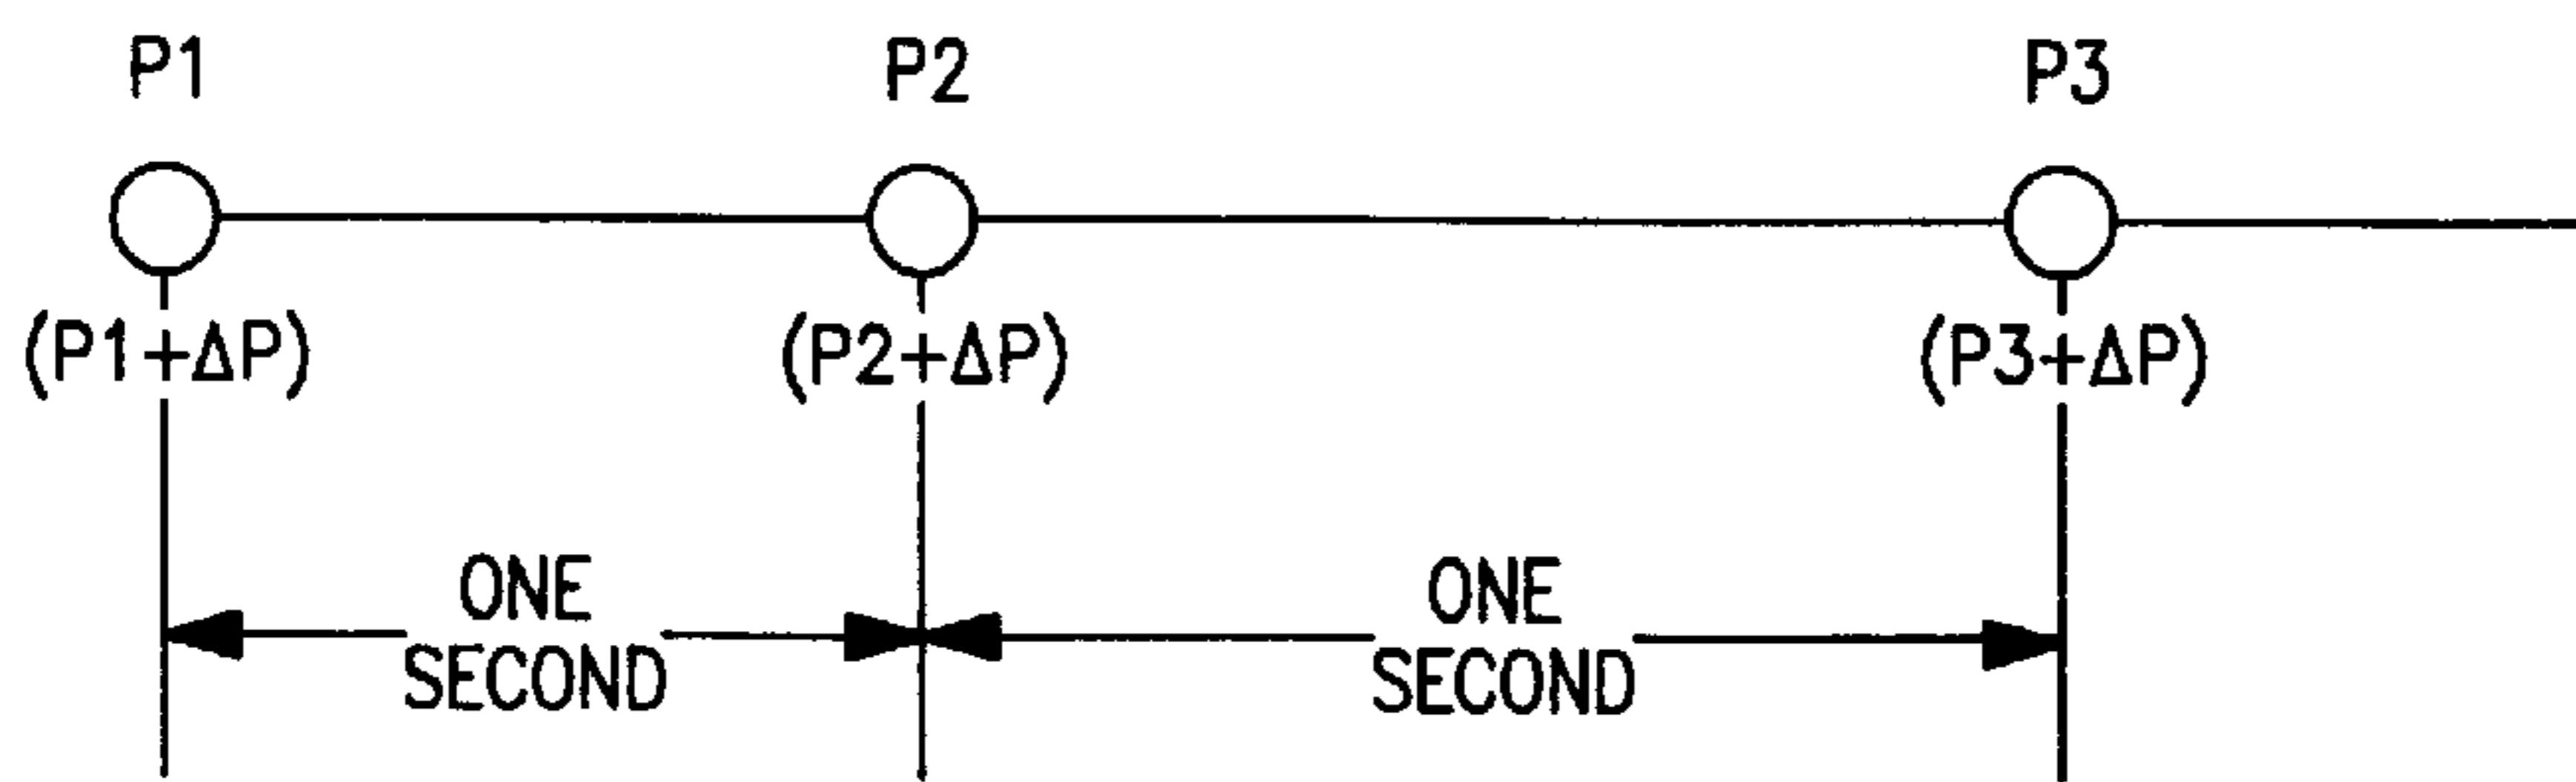 P1 P2 P3
(P1+ΔP) (P2+ΔP) (P3+ΔP)
ONE ONE
SECOND SECOND